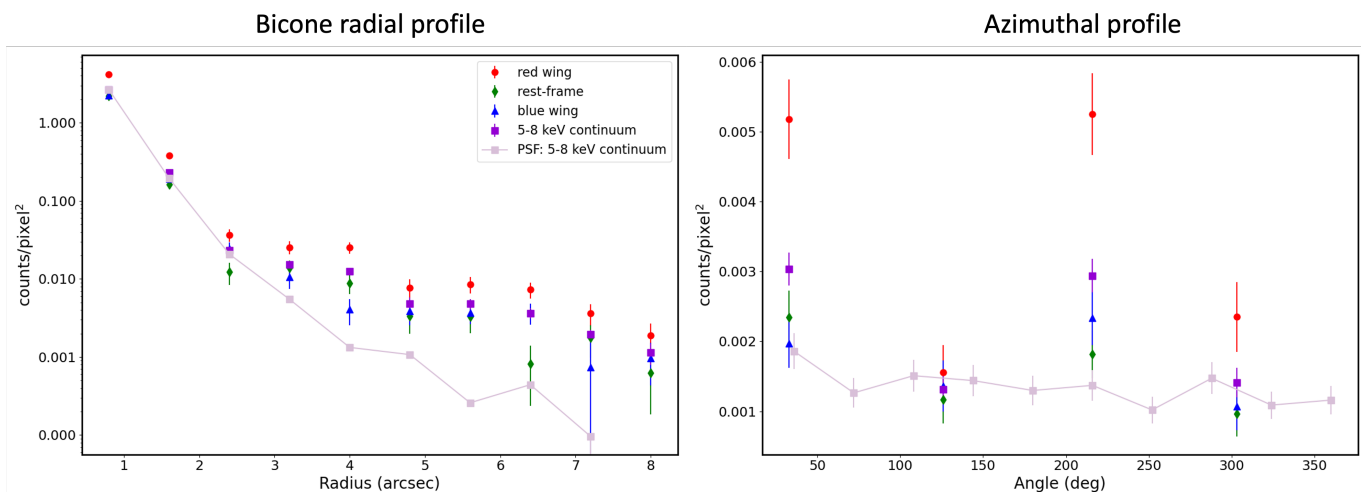 Bicone radial profile
Azimuthal profile
counts/pixel²
1.000
0.100
0.010
0.001
0.000
1 2 3 4 5 6 7 8
Radius (arcsec)
red wing
rest-frame
blue wing
5-8 keV continuum
PSF: 5-8 keV continuum
counts/pixel²
0.006
0.005
0.004
0.003
0.002
0.001
50 100 150 200 250 300 350
Angle (deg)